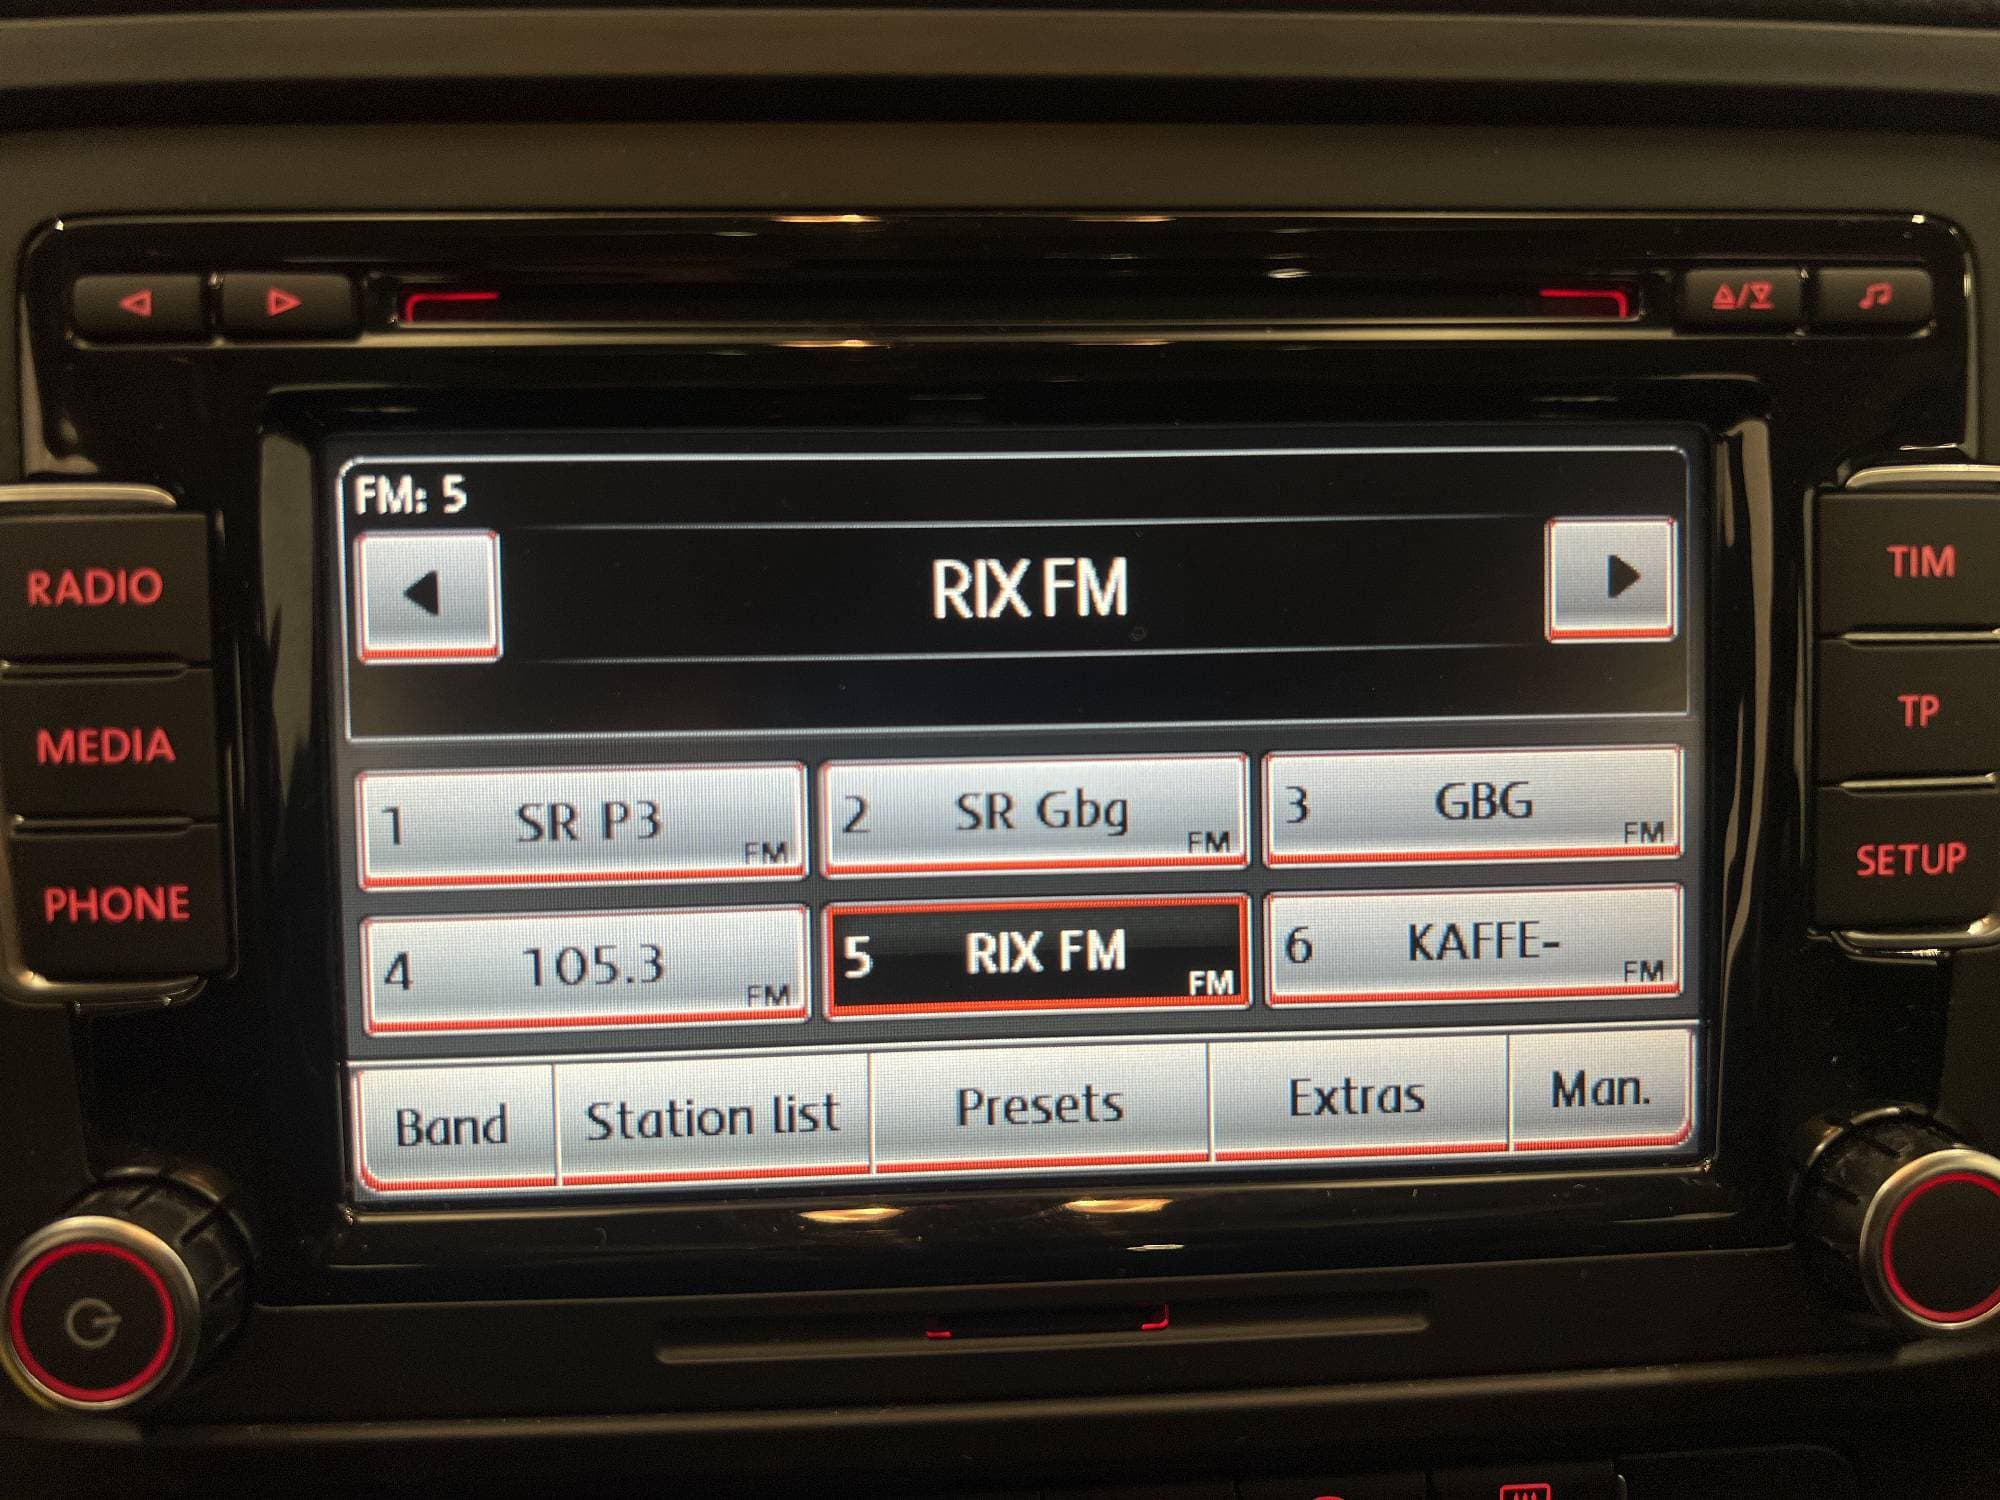 RADIO
MEDIA
PHONE
FM: 5
RIX FM
1 SR P3 FM
2 SR Gbg FM
3 GBG FM
4 105.3 FM
5 RIX FM FM
6 KAFFE- FM
Band Station list Presets Extras Man.
TIM
TP
SETUP